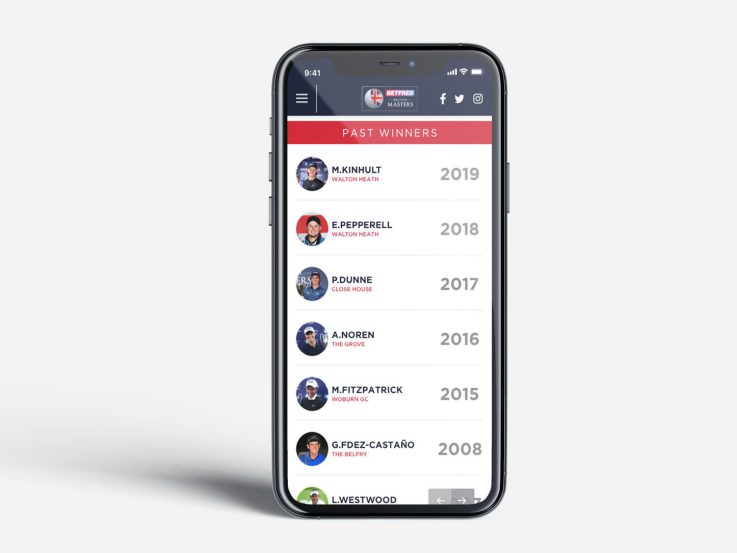 9:41
BETFRED
BRITISH
MASTERS
PAST WINNERS
M.KINHULT
WALTON HEATH
2019
E.PEPPERELL
WALTON HEATH
2018
P.DUNNE
CLOSE HOUSE
2017
A.NOREN
THE GROVE
2016
M.FITZPATRICK
WOBURN GC
2015
G.FDEZ-CASTAÑO
THE BELFRY
2008
L.WESTWOOD